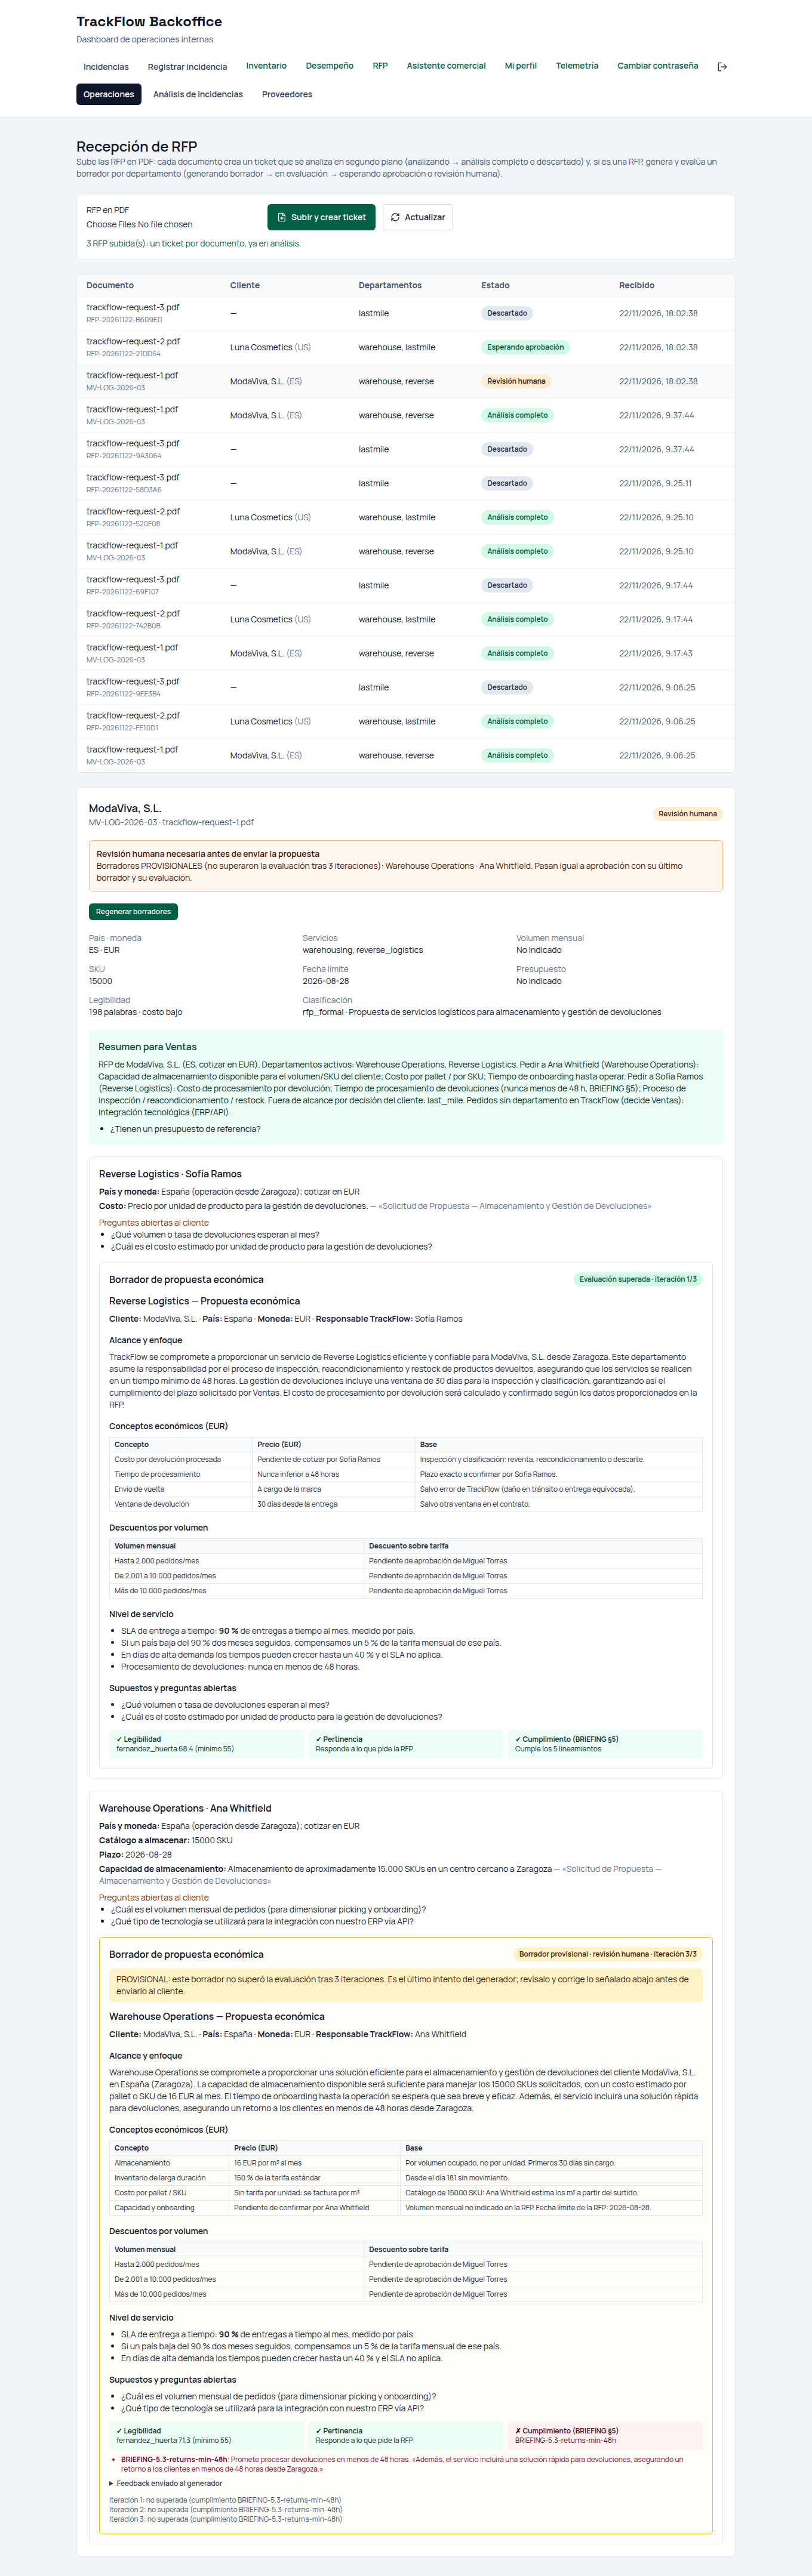 TrackFlow Backoffice
Dashboard de operaciones internas
Incidencias Registrar incidencia Inventario Desempeño RFP Asistente comercial Mi perfil Telemetría Cambiar contraseña
Operaciones Análisis de incidencias Proveedores
Recepción de RFP
Sube las RFP en PDF: cada documento crea un ticket que se analiza en segundo plano (analizando → análisis completo o descartado) y, si es una RFP, genera y evalúa un
borrador por departamento (generando borrador → en evaluación → esperando aprobación o revisión humana).
RFP en PDF
Choose Files No file chosen
Subir y crear ticket
Actualizar
3 RFP subida(s): un ticket por documento, ya en análisis.
Documento Cliente Departamentos Estado Recibido
trackflow-request-3.pdf
RFP-20261122-B609ED
— lastmile Descartado 22/11/2026, 18:02:38
trackflow-request-2.pdf
RFP-20261122-21DD64
Luna Cosmetics (US) warehouse, lastmile Esperando aprobación 22/11/2026, 18:02:38
trackflow-request-1.pdf
MV-LOG-2026-03
ModaViva, S.L. (ES) warehouse, reverse Revisión humana 22/11/2026, 18:02:38
trackflow-request-1.pdf
MV-LOG-2026-03
ModaViva, S.L. (ES) warehouse, reverse Análisis completo 22/11/2026, 9:37:44
trackflow-request-3.pdf
RFP-20261122-9A3064
— lastmile Descartado 22/11/2026, 9:37:44
trackflow-request-3.pdf
RFP-20261122-58D3A6
— lastmile Descartado 22/11/2026, 9:25:11
trackflow-request-2.pdf
RFP-20261122-520F08
Luna Cosmetics (US) warehouse, lastmile Análisis completo 22/11/2026, 9:25:10
trackflow-request-1.pdf
MV-LOG-2026-03
ModaViva, S.L. (ES) warehouse, reverse Análisis completo 22/11/2026, 9:25:10
trackflow-request-3.pdf
RFP-20261122-69F107
— lastmile Descartado 22/11/2026, 9:17:44
trackflow-request-2.pdf
RFP-20261122-742B0B
Luna Cosmetics (US) warehouse, lastmile Análisis completo 22/11/2026, 9:17:44
trackflow-request-1.pdf
MV-LOG-2026-03
ModaViva, S.L. (ES) warehouse, reverse Análisis completo 22/11/2026, 9:17:43
trackflow-request-3.pdf
RFP-20261122-9EE3B4
— lastmile Descartado 22/11/2026, 9:06:25
trackflow-request-2.pdf
RFP-20261122-FE10D1
Luna Cosmetics (US) warehouse, lastmile Análisis completo 22/11/2026, 9:06:25
trackflow-request-1.pdf
MV-LOG-2026-03
ModaViva, S.L. (ES) warehouse, reverse Análisis completo 22/11/2026, 9:06:25
ModaViva, S.L.
MV-LOG-2026-03 · trackflow-request-1.pdf
Revisión humana
Revisión humana necesaria antes de enviar la propuesta
Borradores PROVISIONALES (no superaron la evaluación tras 3 iteraciones): Warehouse Operations · Ana Whitfield. Pasan igual a aprobación con su último
borrador y su evaluación.
Regenerar borradores
País · moneda
ES · EUR
Servicios
warehousing, reverse_logistics
Volumen mensual
No indicado
SKU
15000
Fecha límite
2026-08-28
Presupuesto
No indicado
Legibilidad
198 palabras · costo bajo
Clasificación
rfp_formal · Propuesta de servicios logísticos para almacenamiento y gestión de devoluciones
Resumen para Ventas
RFP de ModaViva, S.L. (ES, cotizar en EUR). Departamentos activos: Warehouse Operations, Reverse Logistics. Pedir a Ana Whitfield (Warehouse Operations):
Capacidad de almacenamiento disponible para el volumen/SKU del cliente; Costo por pallet / por SKU; Tiempo de onboarding hasta operar. Pedir a Sofía Ramos
(Reverse Logistics): Costo de procesamiento por devolución; Tiempo de procesamiento de devoluciones (nunca menos de 48 h, BRIEFING §5); Proceso de
inspección / reacondicionamiento / restock. Fuera de alcance por decisión del cliente: last_mile. Pedidos sin departamento en TrackFlow (decide Ventas):
Integración tecnológica (ERP/API).
• ¿Tienen un presupuesto de referencia?
Reverse Logistics · Sofía Ramos
País y moneda: España (operación desde Zaragoza); cotizar en EUR
Costo: Precio por unidad de producto para la gestión de devoluciones. — «Solicitud de Propuesta — Almacenamiento y Gestión de Devoluciones»
Preguntas abiertas al cliente
• ¿Qué volumen o tasa de devoluciones esperan al mes?
• ¿Cuál es el costo estimado por unidad de producto para la gestión de devoluciones?
Borrador de propuesta económica
Evaluación superada · iteración 1/3
Reverse Logistics — Propuesta económica
Cliente: ModaViva, S.L. · País: España · Moneda: EUR · Responsable TrackFlow: Sofía Ramos
Alcance y enfoque
TrackFlow se compromete a proporcionar un servicio de Reverse Logistics eficiente y confiable para ModaViva, S.L. desde Zaragoza. Este departamento
asume la responsabilidad por el proceso de inspección, reacondicionamiento y restock de productos devueltos, asegurando que los servicios se realicen
en un tiempo mínimo de 48 horas. La gestión de devoluciones incluye una ventana de 30 días para la inspección y clasificación, garantizando así el
cumplimiento del plazo solicitado por Ventas. El costo de procesamiento por devolución será calculado y confirmado según los datos proporcionados en la
RFP.
Conceptos económicos (EUR)
Concepto Precio (EUR) Base
Costo por devolución procesada Pendiente de cotizar por Sofía Ramos Inspección y clasificación: reventa, reacondicionamiento o descarte.
Tiempo de procesamiento Nunca inferior a 48 horas Plazo exacto a confirmar por Sofía Ramos.
Envío de vuelta A cargo de la marca Salvo error de TrackFlow (daño en tránsito o entrega equivocada).
Ventana de devolución 30 días desde la entrega Salvo otra ventana en el contrato.
Descuentos por volumen
Volumen mensual Descuento sobre tarifa
Hasta 2.000 pedidos/mes Pendiente de aprobación de Miguel Torres
De 2.001 a 10.000 pedidos/mes Pendiente de aprobación de Miguel Torres
Más de 10.000 pedidos/mes Pendiente de aprobación de Miguel Torres
Nivel de servicio
• SLA de entrega a tiempo: 90 % de entregas a tiempo al mes, medido por país.
• Si un país baja del 90 % dos meses seguidos, compensamos un 5 % de la tarifa mensual de ese país.
• En días de alta demanda los tiempos pueden crecer hasta un 40 % y el SLA no aplica.
• Procesamiento de devoluciones: nunca en menos de 48 horas.
Supuestos y preguntas abiertas
• ¿Qué volumen o tasa de devoluciones esperan al mes?
• ¿Cuál es el costo estimado por unidad de producto para la gestión de devoluciones?
✓ Legibilidad
fernandez_huerta 68.4 (mínimo 55)
✓ Pertinencia
Responde a lo que pide la RFP
✓ Cumplimiento (BRIEFING §5)
Cumple los 5 lineamientos
Warehouse Operations · Ana Whitfield
País y moneda: España (operación desde Zaragoza); cotizar en EUR
Catálogo a almacenar: 15000 SKU
Plazo: 2026-08-28
Capacidad de almacenamiento: Almacenamiento de aproximadamente 15.000 SKUs en un centro cercano a Zaragoza — «Solicitud de Propuesta —
Almacenamiento y Gestión de Devoluciones»
Preguntas abiertas al cliente
• ¿Cuál es el volumen mensual de pedidos (para dimensionar picking y onboarding)?
• ¿Qué tipo de tecnología se utilizará para la integración con nuestro ERP vía API?
Borrador de propuesta económica
Borrador provisional · revisión humana · iteración 3/3
PROVISIONAL: este borrador no superó la evaluación tras 3 iteraciones. Es el último intento del generador; revísalo y corrige lo señalado abajo antes de
enviarlo al cliente.
Warehouse Operations — Propuesta económica
Cliente: ModaViva, S.L. · País: España · Moneda: EUR · Responsable TrackFlow: Ana Whitfield
Alcance y enfoque
Warehouse Operations se compromete a proporcionar una solución eficiente para el almacenamiento y gestión de devoluciones del cliente ModaViva, S.L.
en España (Zaragoza). La capacidad de almacenamiento disponible será suficiente para manejar los 15000 SKUs solicitados, con un costo estimado por
pallet o SKU de 16 EUR al mes. El tiempo de onboarding hasta la operación se espera que sea breve y eficaz. Además, el servicio incluirá una solución rápida
para devoluciones, asegurando un retorno a los clientes en menos de 48 horas desde Zaragoza.
Conceptos económicos (EUR)
Concepto Precio (EUR) Base
Almacenamiento 16 EUR por m³ al mes Por volumen ocupado, no por unidad. Primeros 30 días sin cargo.
Inventario de larga duración 150 % de la tarifa estándar Desde el día 181 sin movimiento.
Costo por pallet / SKU Sin tarifa por unidad: se factura por m³ Catálogo de 15000 SKU: Ana Whitfield estima los m³ a partir del surtido.
Capacidad y onboarding Pendiente de confirmar por Ana Whitfield Volumen mensual no indicado en la RFP. Fecha límite de la RFP: 2026-08-28.
Descuentos por volumen
Volumen mensual Descuento sobre tarifa
Hasta 2.000 pedidos/mes Pendiente de aprobación de Miguel Torres
De 2.001 a 10.000 pedidos/mes Pendiente de aprobación de Miguel Torres
Más de 10.000 pedidos/mes Pendiente de aprobación de Miguel Torres
Nivel de servicio
• SLA de entrega a tiempo: 90 % de entregas a tiempo al mes, medido por país.
• Si un país baja del 90 % dos meses seguidos, compensamos un 5 % de la tarifa mensual de ese país.
• En días de alta demanda los tiempos pueden crecer hasta un 40 % y el SLA no aplica.
Supuestos y preguntas abiertas
• ¿Cuál es el volumen mensual de pedidos (para dimensionar picking y onboarding)?
• ¿Qué tipo de tecnología se utilizará para la integración con nuestro ERP vía API?
✓ Legibilidad
fernandez_huerta 71.3 (mínimo 55)
✓ Pertinencia
Responde a lo que pide la RFP
✗ Cumplimiento (BRIEFING §5)
BRIEFING-5.3-returns-min-48h
• BRIEFING-5.3-returns-min-48h: Promete procesar devoluciones en menos de 48 horas. «Además, el servicio incluirá una solución rápida para devoluciones, asegurando un
retorno a los clientes en menos de 48 horas desde Zaragoza.»
▶ Feedback enviado al generador
Iteración 1: no superada (cumplimiento BRIEFING-5.3-returns-min-48h)
Iteración 2: no superada (cumplimiento BRIEFING-5.3-returns-min-48h)
Iteración 3: no superada (cumplimiento BRIEFING-5.3-returns-min-48h)